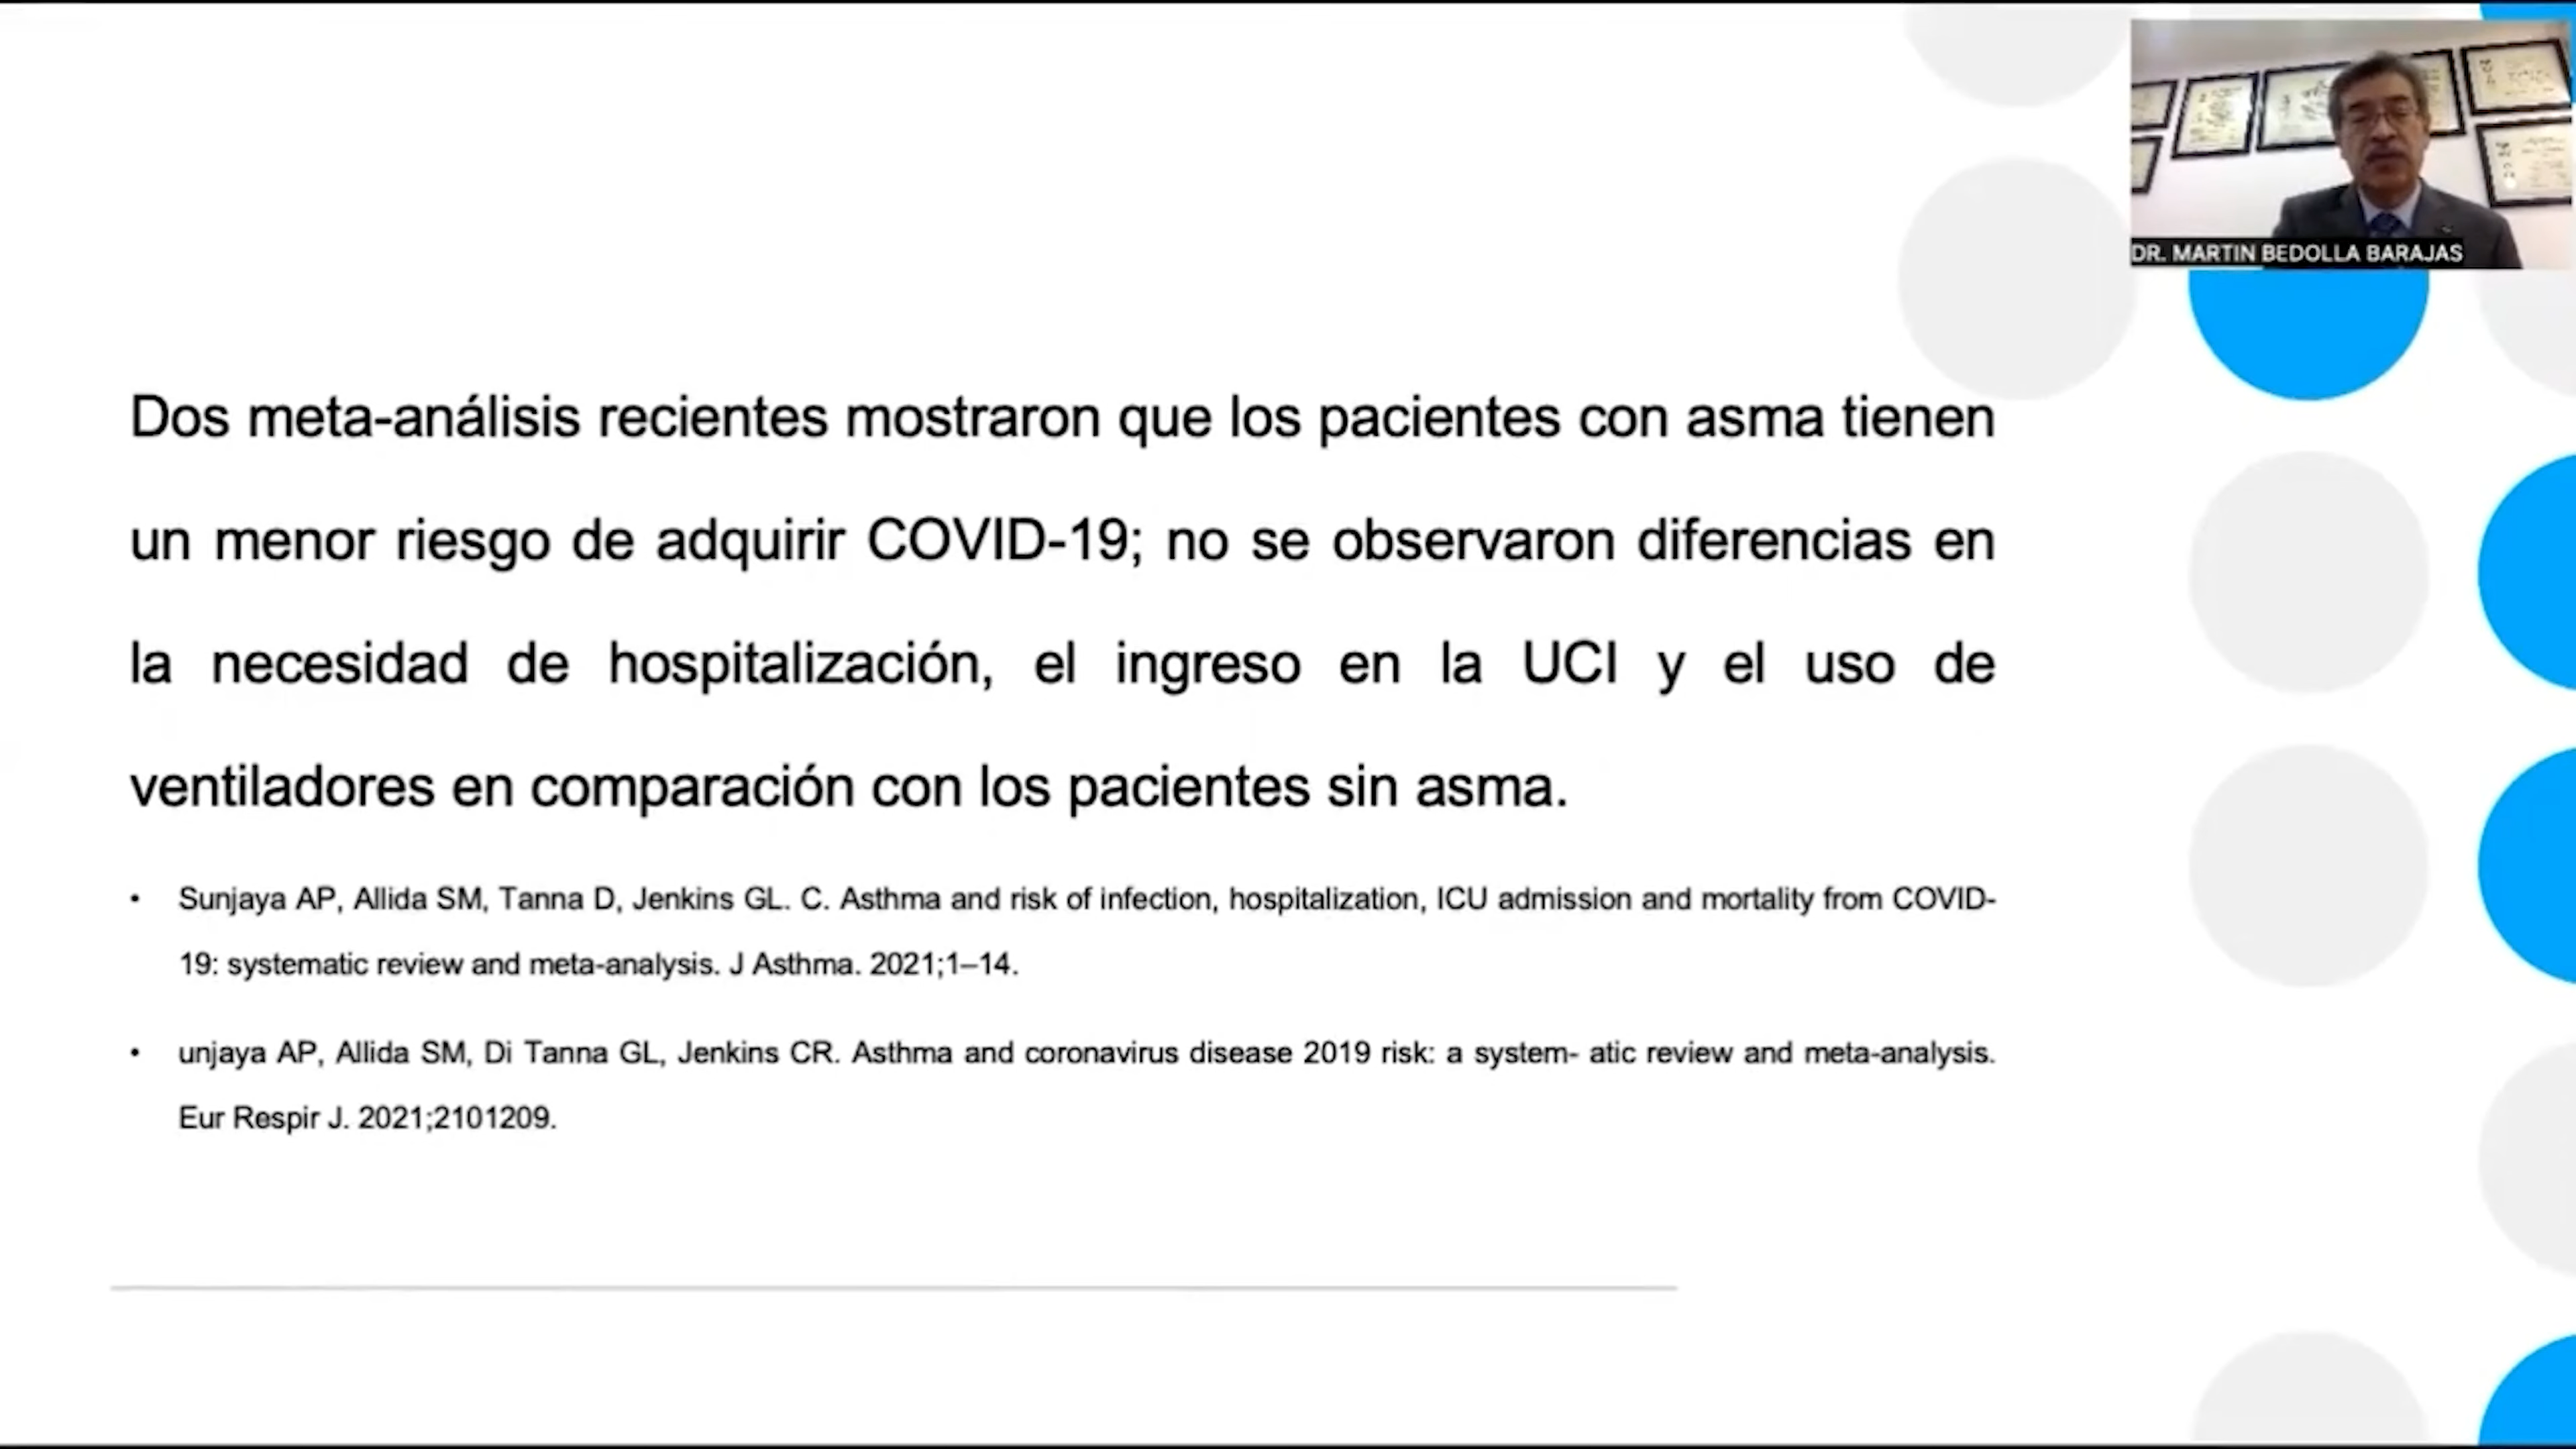 DR. MARTIN BEDOLLA BARAJAS
Dos meta-análisis recientes mostraron que los pacientes con asma tienen
un menor riesgo de adquirir COVID-19; no se observaron diferencias en
la necesidad de hospitalización, el ingreso en la UCI y el uso de
ventiladores en comparación con los pacientes sin asma.
• Sunjaya AP, Allida SM, Tanna D, Jenkins GL. C. Asthma and risk of infection, hospitalization, ICU admission and mortality from COVID-
19: systematic review and meta-analysis. J Asthma. 2021;1–14.
• unjaya AP, Allida SM, Di Tanna GL, Jenkins CR. Asthma and coronavirus disease 2019 risk: a system- atic review and meta-analysis.
Eur Respir J. 2021;2101209.